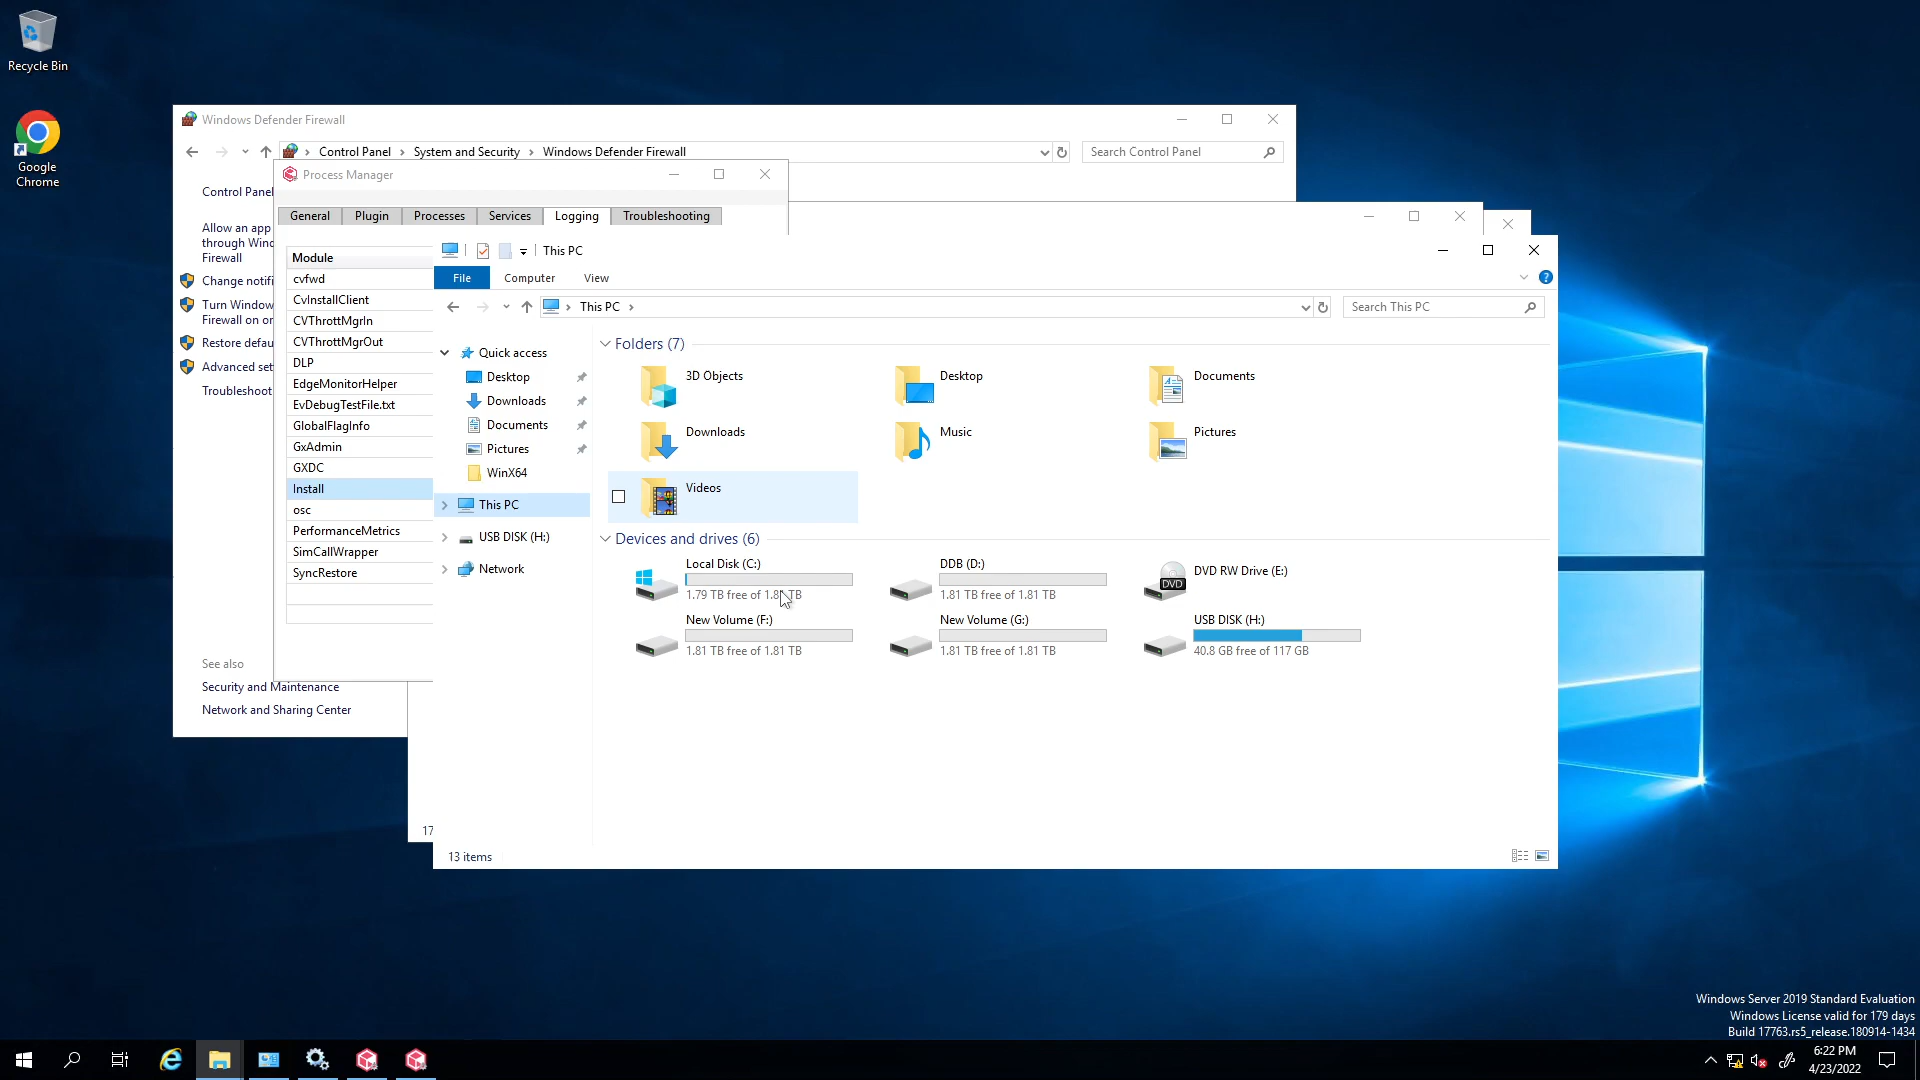 Recycle Bin
Google
Chrome
Windows Defender Firewall
Control Panel
System and Security
Windows Defender Firewall
Search Control Panel
Control Panel
Allow an app
through Wind
Firewall
Change notifi
Turn Window
Firewall on or
Restore defau
Advanced set
Troubleshoot
See also
Security and Maintenance
Network and Sharing Center
Process Manager
General
Plugin
Processes
Services
Logging
Troubleshooting
Module
cvfwd
CvInstallClient
CVThrottMgrIn
CVThrottMgrOut
DLP
EdgeMonitorHelper
EvDebugTestFile.txt
GlobalFlagInfo
GxAdmin
GXDC
Install
osc
PerformanceMetrics
SimCallWrapper
SyncRestore
17
This PC
File
Computer
View
This PC
Search This PC
Quick access
Desktop
Downloads
Documents
Pictures
WinX64
This PC
USB DISK (H:)
Network
Folders (7)
3D Objects
Desktop
Documents
Downloads
Music
Pictures
Videos
Devices and drives (6)
Local Disk (C:)
1.79 TB free of 1.81 TB
DDB (D:)
1.81 TB free of 1.81 TB
DVD RW Drive (E:)
DVD
New Volume (F:)
1.81 TB free of 1.81 TB
New Volume (G:)
1.81 TB free of 1.81 TB
USB DISK (H:)
40.8 GB free of 117 GB
13 items
Windows Server 2019 Standard Evaluation
Windows License valid for 179 days
Build 17763.rs5_release.180914-1434
6:22 PM
4/23/2022